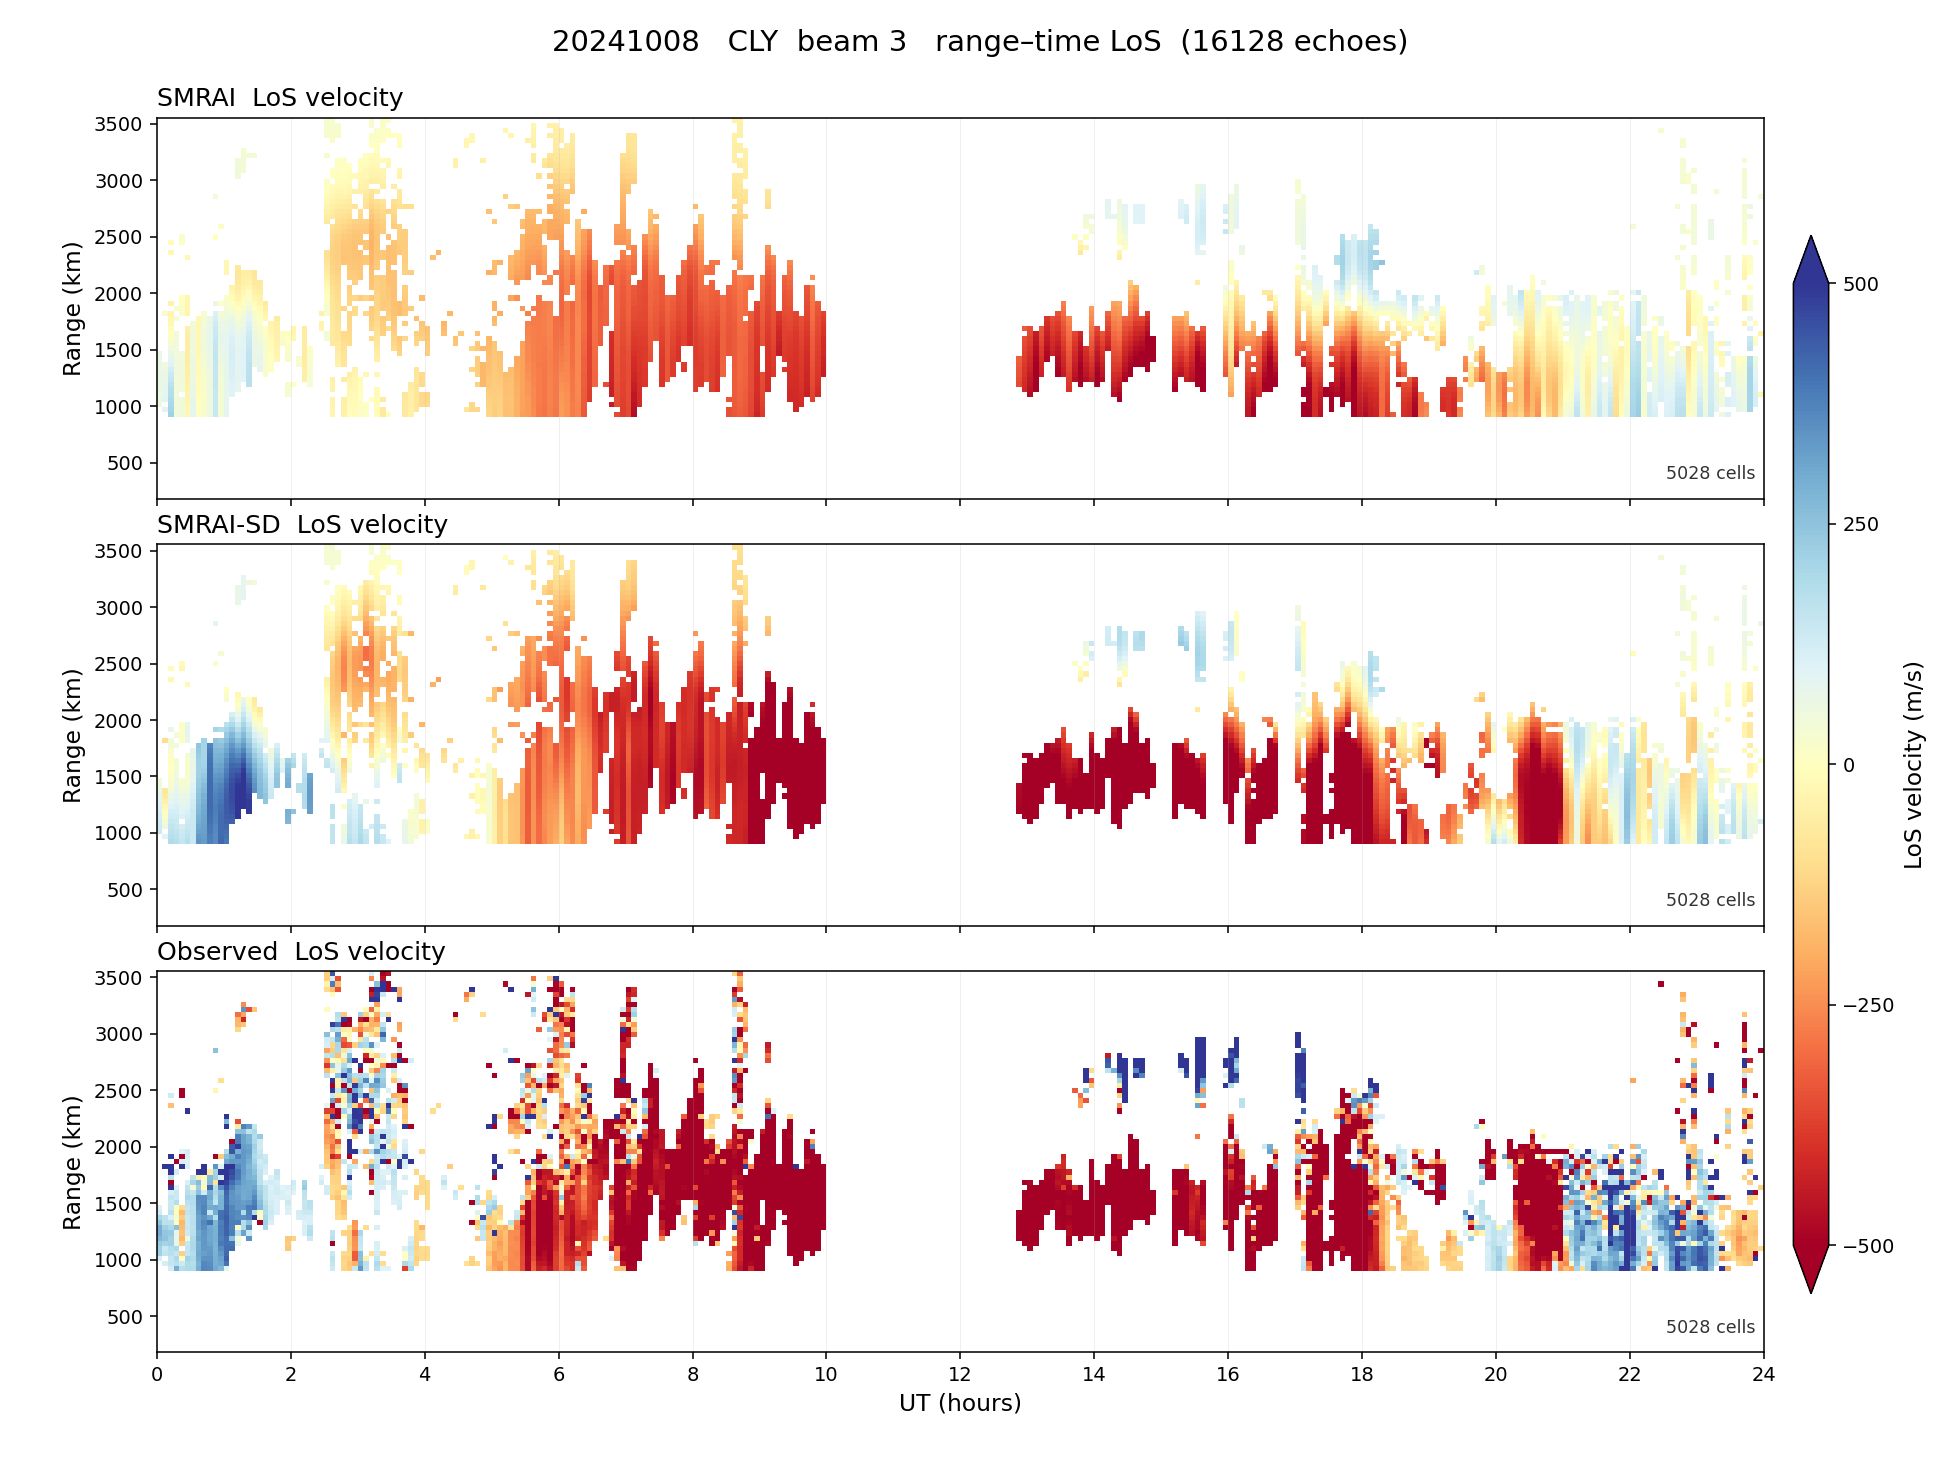 20241008   CLY  beam 3   range–time LoS  (16128 echoes)
SMRAI  LoS velocity
3500
3000
2500
2000
1500
1000
500
Range (km)
5028 cells
SMRAI-SD  LoS velocity
3500
3000
2500
2000
1500
1000
500
Range (km)
5028 cells
Observed  LoS velocity
3500
3000
2500
2000
1500
1000
500
Range (km)
5028 cells
0 2 4 6 8 10 12 14 16 18 20 22 24
UT (hours)
500
250
0
−250
−500
LoS velocity (m/s)